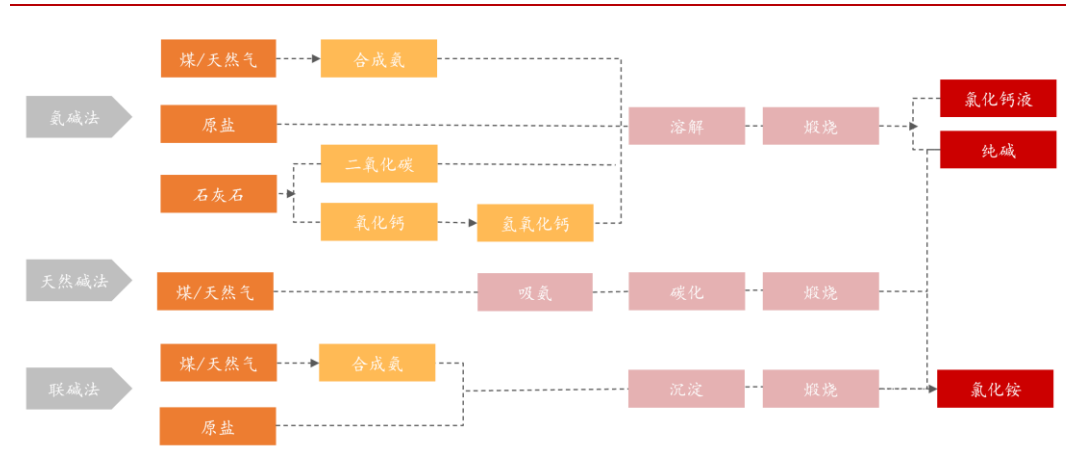 煤/天然气
合成氨
氨碱法
原盐
溶解
煅烧
氯化钙液
纯碱
二氧化碳
石灰石
氧化钙
氢氧化钙
天然碱法
煤/天然气
吸氨
碳化
煅烧
煤/天然气
合成氨
联碱法
沉淀
煅烧
氯化铵
原盐